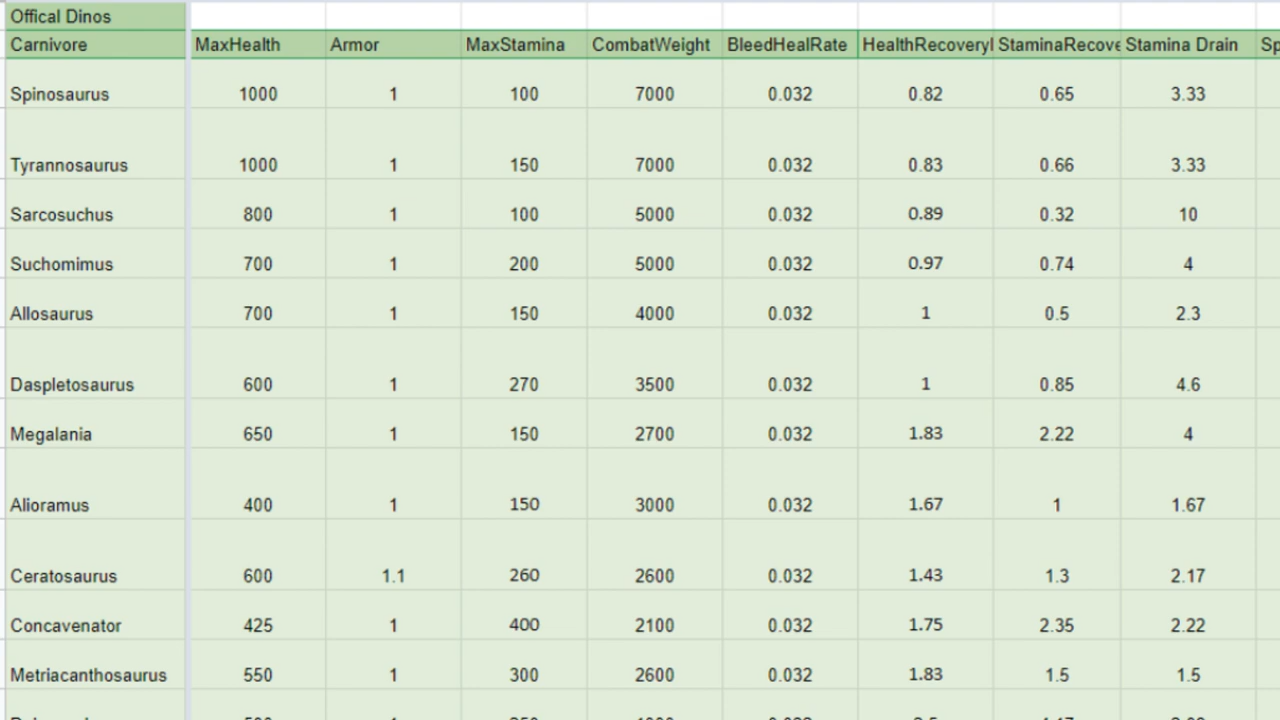 Offical Dinos
Carnivore MaxHealth Armor MaxStamina CombatWeight BleedHealRate HealthRecoveryI StaminaRecove Stamina Drain Sp
Spinosaurus 1000 1 100 7000 0.032 0.82 0.65 3.33
Tyrannosaurus 1000 1 150 7000 0.032 0.83 0.66 3.33
Sarcosuchus 800 1 100 5000 0.032 0.89 0.32 10
Suchomimus 700 1 200 5000 0.032 0.97 0.74 4
Allosaurus 700 1 150 4000 0.032 1 0.5 2.3
Daspletosaurus 600 1 270 3500 0.032 1 0.85 4.6
Megalania 650 1 150 2700 0.032 1.83 2.22 4
Alioramus 400 1 150 3000 0.032 1.67 1 1.67
Ceratosaurus 600 1.1 260 2600 0.032 1.43 1.3 2.17
Concavenator 425 1 400 2100 0.032 1.75 2.35 2.22
Metriacanthosaurus 550 1 300 2600 0.032 1.83 1.5 1.5